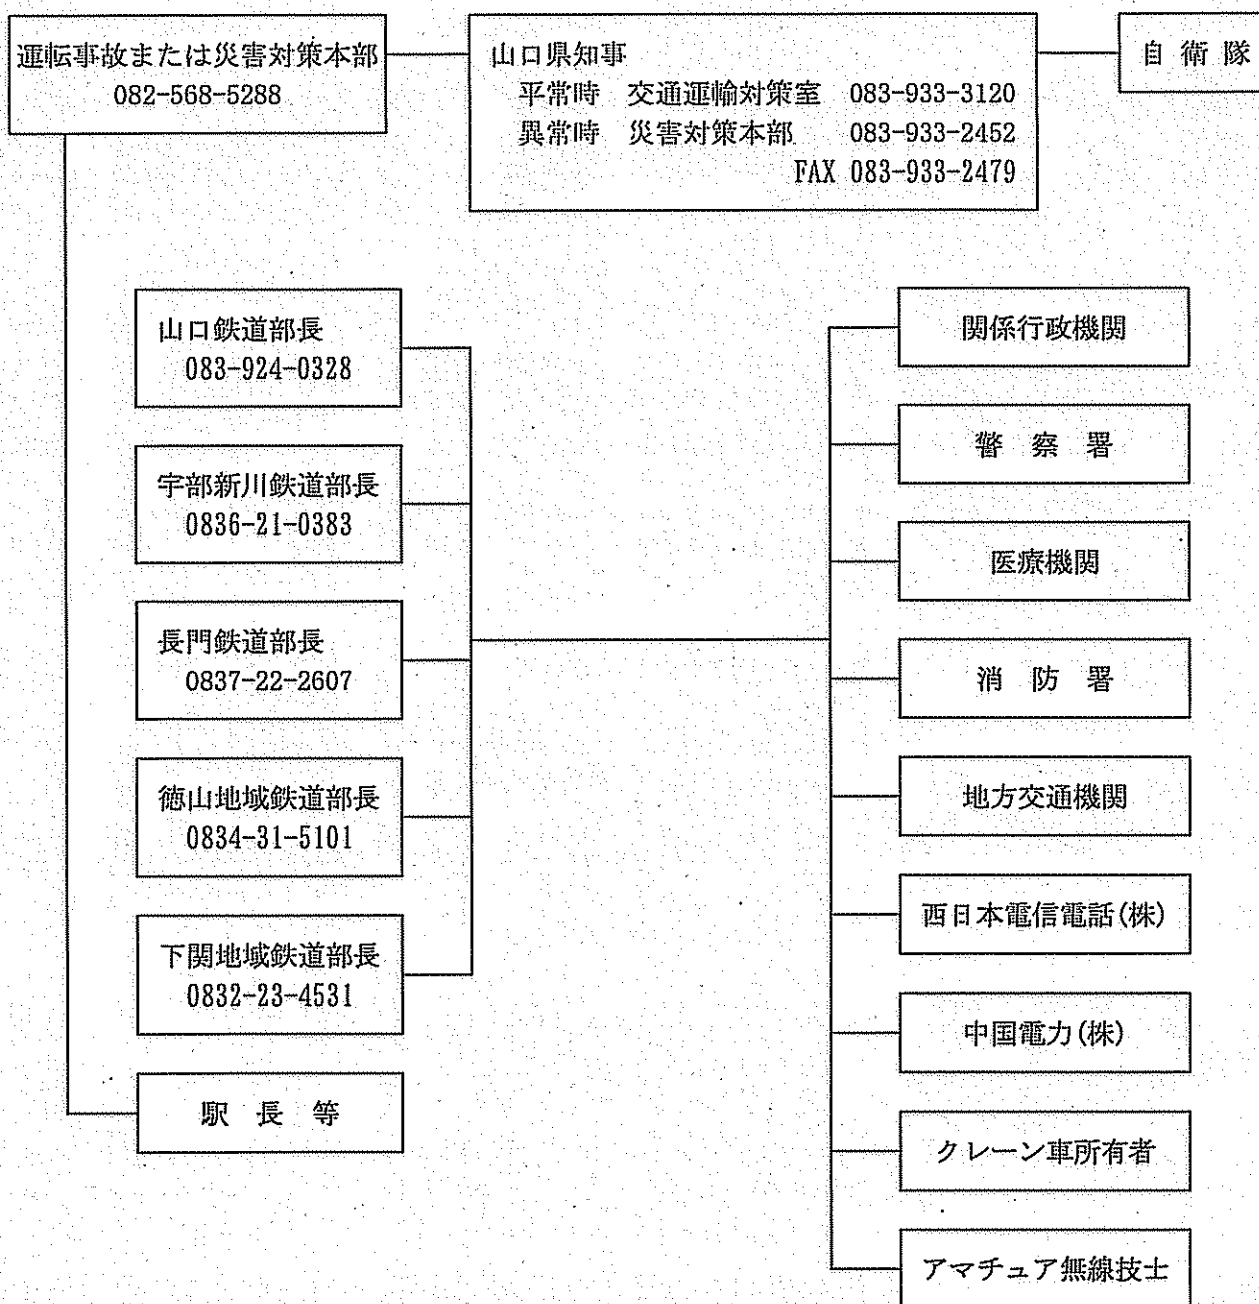 運転事故または災害対策本部
082-568-5288
山口県知事
平常時 交通運輸対策室 083-933-3120
異常時 災害対策本部 083-933-2452
FAX 083-933-2479
自衛隊
山口鉄道部長
083-924-0328
宇部新川鉄道部長
0836-21-0383
長門鉄道部長
0837-22-2607
徳山地域鉄道部長
0834-31-5101
下関地域鉄道部長
0832-23-4531
駅長等
関係行政機関
警察署
医療機関
消防署
地方交通機関
西日本電信電話(株)
中国電力(株)
クレーン車所有者
アマチュア無線技士